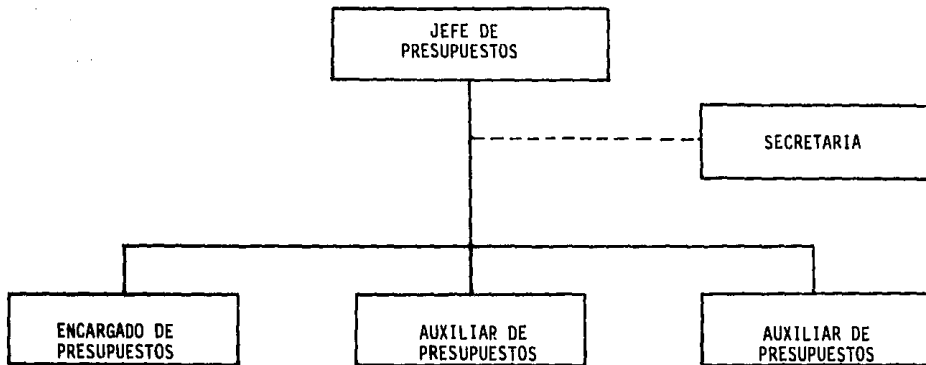 JEFE DE
PRESUPUESTOS
SECRETARIA
ENCARGADO DE
PRESUPUESTOS
AUXILIAR DE
PRESUPUESTOS
AUXILIAR DE
PRESUPUESTOS